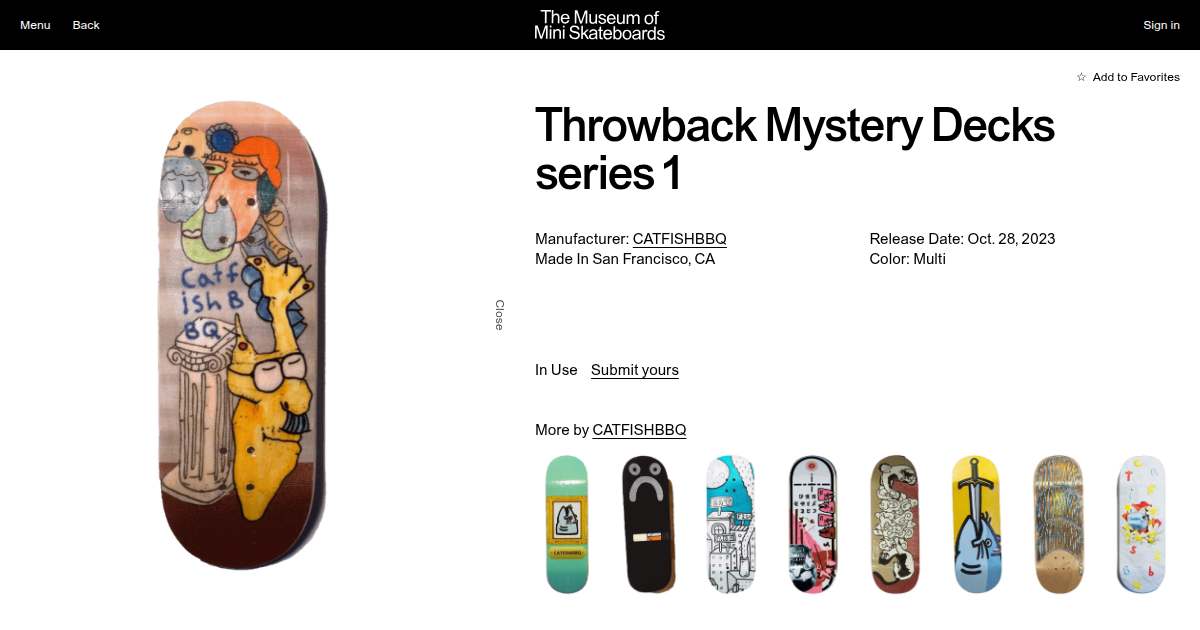 Menu
Back
The Museum of
Mini Skateboards
Sign in
☆ Add to Favorites
Throwback Mystery Decks
series 1
Manufacturer: CATFISHBBQ
Made In San Francisco, CA
Release Date: Oct. 28, 2023
Color: Multi
Catf
ish B
BQ
Close
In Use
Submit yours
More by CATFISHBBQ
CATFISHBBQ